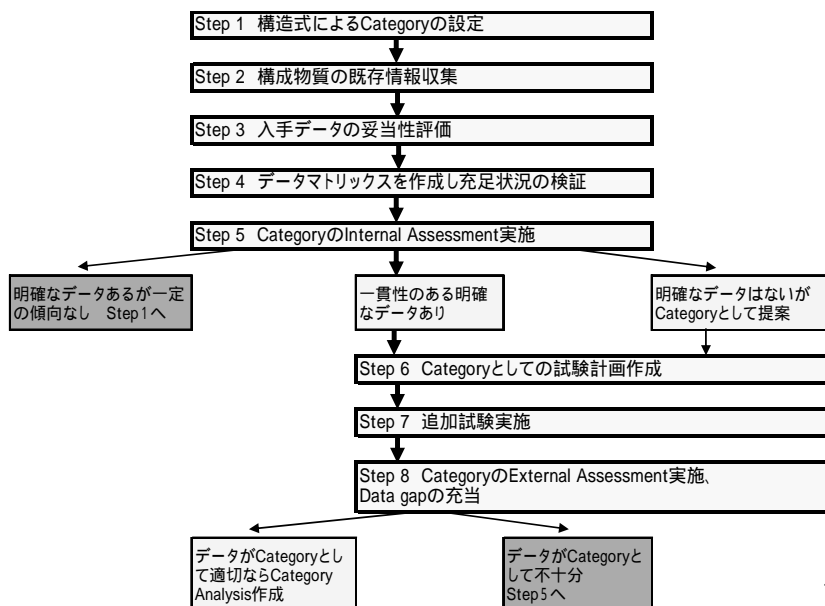 Step 1 構造式によるCategoryの設定
Step 2 構成物質の既存情報収集
Step 3 入手データの妥当性評価
Step 4 データマトリックスを作成し充足状況の検証
Step 5 CategoryのInternal Assessment実施
明確なデータあるが一定
の傾向なし Step1へ
一貫性のある明確
なデータあり
明確なデータはないが
Categoryとして提案
Step 6 Categoryとしての試験計画作成
Step 7 追加試験実施
Step 8 CategoryのExternal Assessment実施、
Data gapの充当
データがCategoryとし
て適切ならCategory
Analysis作成
データがCategoryと
して不十分
Step5へ